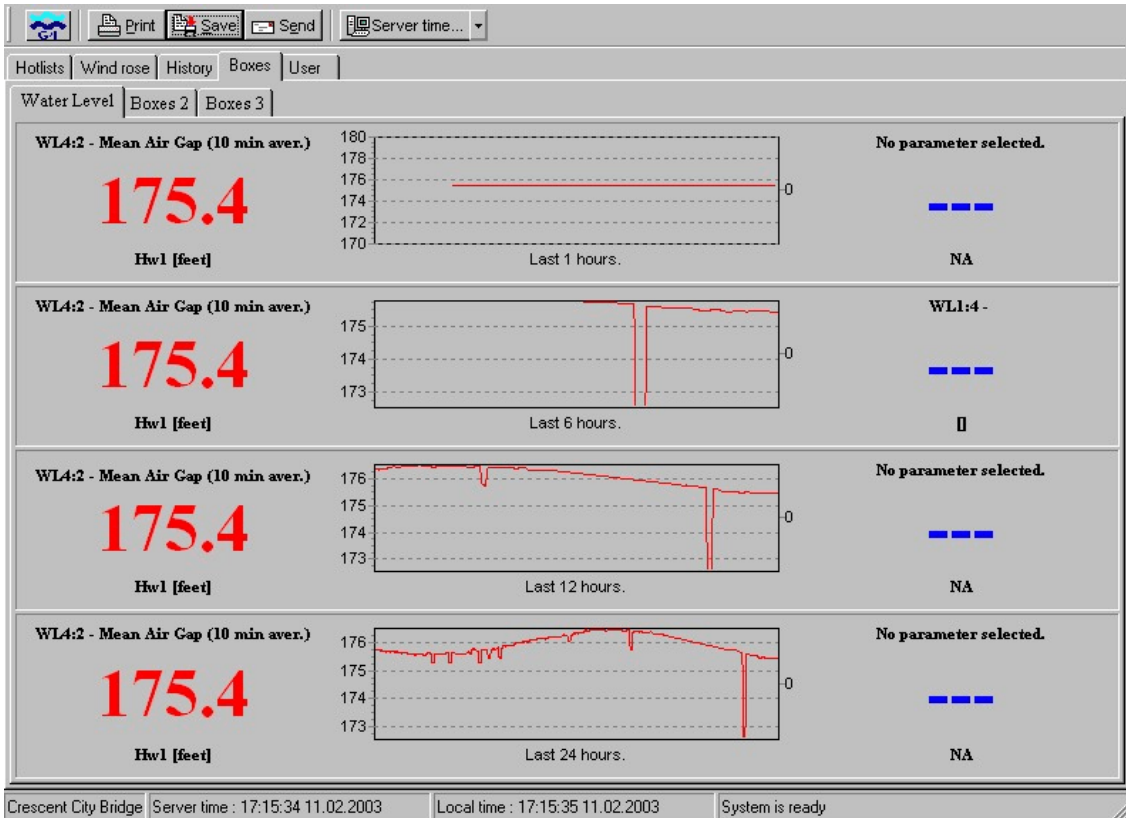 G-1
Print Save Send Server time...
Hotlists Wind rose History Boxes User
Water Level Boxes 2 Boxes 3
WL4:2 - Mean Air Gap (10 min aver.)
175.4
Hw1 [feet]
180
178
176
174
172
170
0
Last 1 hours.
No parameter selected.
---
NA
WL4:2 - Mean Air Gap (10 min aver.)
175.4
Hw1 [feet]
175
174
173
0
Last 6 hours.
WL1:4 -
---
[]
WL4:2 - Mean Air Gap (10 min aver.)
175.4
Hw1 [feet]
176
175
174
173
0
Last 12 hours.
No parameter selected.
---
NA
WL4:2 - Mean Air Gap (10 min aver.)
175.4
Hw1 [feet]
176
175
174
173
0
Last 24 hours.
No parameter selected.
---
NA
Crescent City Bridge Server time : 17:15:34 11.02.2003 Local time : 17:15:35 11.02.2003 System is ready